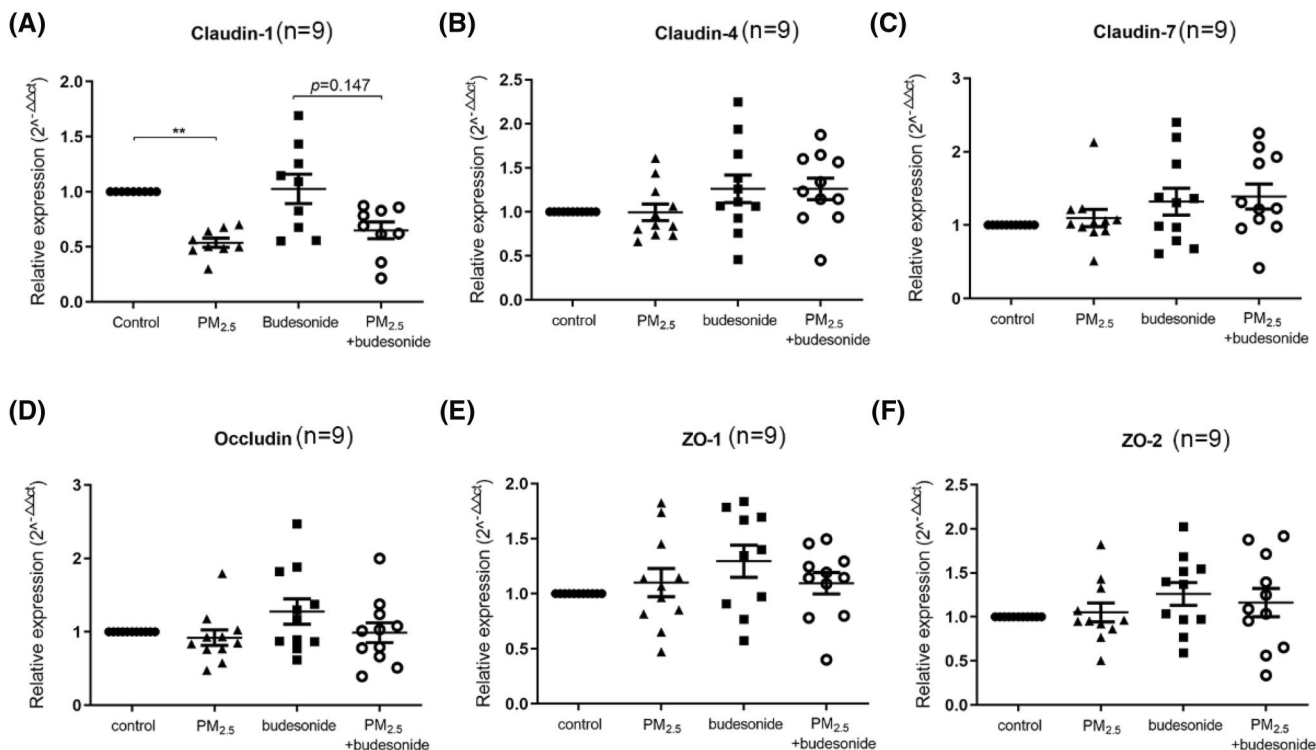 (A)
Claudin-1 (n=9)
Relative expression (2^-ΔΔct)
2.0
1.5
1.0
0.5
0.0
**
p=0.147
Control
PM2.5
Budesonide
PM2.5
+budesonide
(B)
Claudin-4 (n=9)
Relative expression (2^-ΔΔct)
2.5
2.0
1.5
1.0
0.5
0.0
control
PM2.5
budesonide
PM2.5
+budesonide
(C)
Claudin-7 (n=9)
Relative expression (2^-ΔΔct)
3
2
1
0
control
PM2.5
budesonide
PM2.5
+budesonide
(D)
Occludin (n=9)
Relative expression (2^-ΔΔct)
3
2
1
0
control
PM2.5
budesonide
PM2.5
+budesonide
(E)
ZO-1 (n=9)
Relative expression (2^-ΔΔct)
2.0
1.5
1.0
0.5
0.0
control
PM2.5
budesonide
PM2.5
+budesonide
(F)
ZO-2 (n=9)
Relative expression (2^-ΔΔct)
2.5
2.0
1.5
1.0
0.5
0.0
control
PM2.5
budesonide
PM2.5
+budesonide